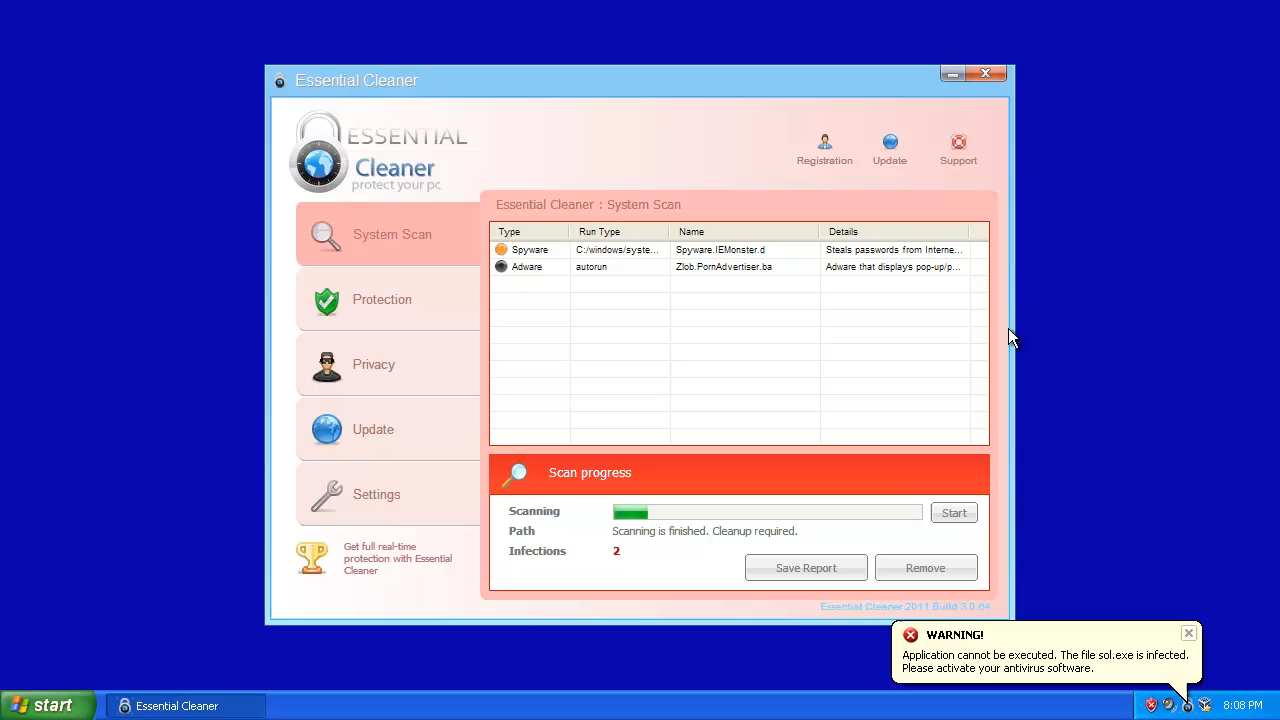 Essential Cleaner
ESSENTIAL
Cleaner
protect your pc
Registration
Update
Support
System Scan
Protection
Privacy
Update
Settings
Get full real-time
protection with Essential
Cleaner
Essential Cleaner : System Scan
Type Run Type Name Details
Spyware C:/windows/syste... Spyware.IEMonster.d Steals passwords from Interne...
Adware autorun Zlob.PornAdvertiser.ba Adware that displays pop-up/p...
Scan progress
Scanning
Start
Path Scanning is finished. Cleanup required.
Infections 2
Save Report
Remove
Essential Cleaner 2011 Build 3.0.64
WARNING!
Application cannot be executed. The file sol.exe is infected.
Please activate your antivirus software.
start
Essential Cleaner
8:08 PM